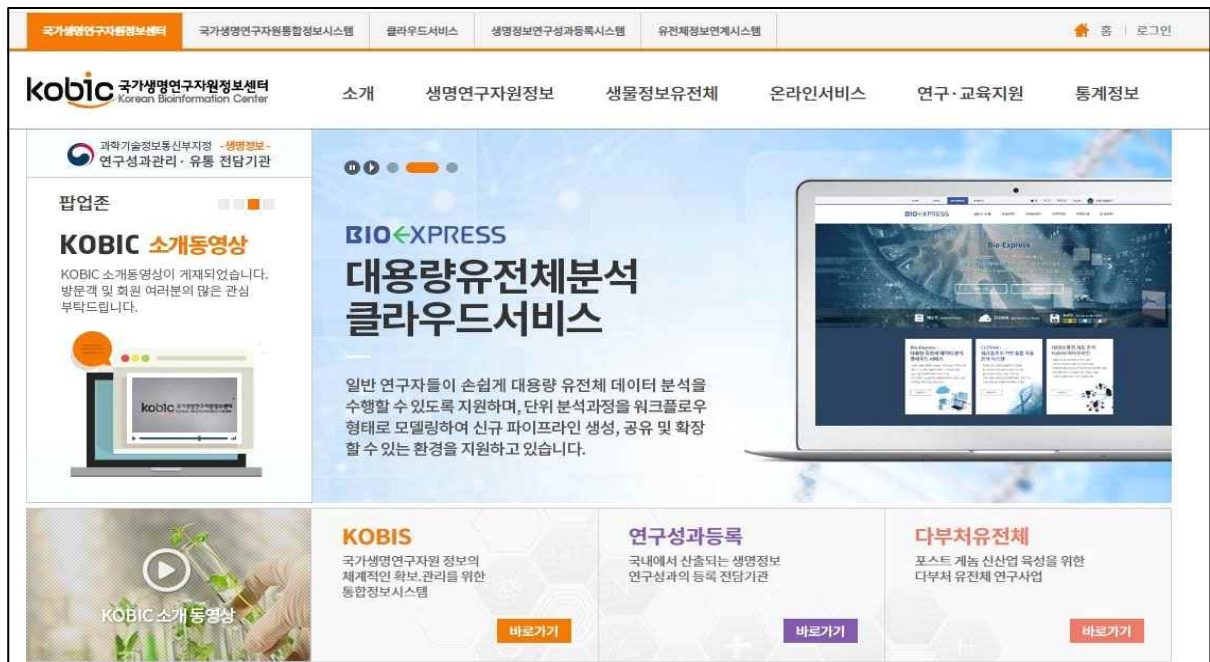 국가생명연구자원정보센터
국가생명연구자원통합정보시스템
클라우드서비스
생명정보연구성과등록시스템
유전체정보연계시스템
홈
로그인
kobic 국가생명연구자원정보센터
Korean Bioinformation Center
소개
생명연구자원정보
생물정보유전체
온라인서비스
연구·교육지원
통계정보
과학기술정보통신부지정 -생명정보-
연구성과관리·유통 전담기관
팝업존
KOBIC 소개동영상
KOBIC 소개동영상이 게재되었습니다.
방문객 및 회원 여러분의 많은 관심
부탁드립니다.
kobic
BIO EXPRESS
대용량유전체분석
클라우드서비스
일반 연구자들이 손쉽게 대용량 유전체 데이터 분석을
수행할 수 있도록 지원하며, 단위 분석과정을 워크플로우
형태로 모델링하여 신규 파이프라인 생성, 공유 및 확장
할 수 있는 환경을 지원하고 있습니다.
BIO EXPRESS
Bio-Express
KOBIC 소개 동영상
KOBIS
국가생명연구자원 정보의
체계적인 확보.관리를 위한
통합정보시스템
바로가기
연구성과등록
국내에서 산출되는 생명정보
연구성과의 등록 전담기관
바로가기
다부처유전체
포스트 게놈 신산업 육성을 위한
다부처 유전체 연구사업
바로가기